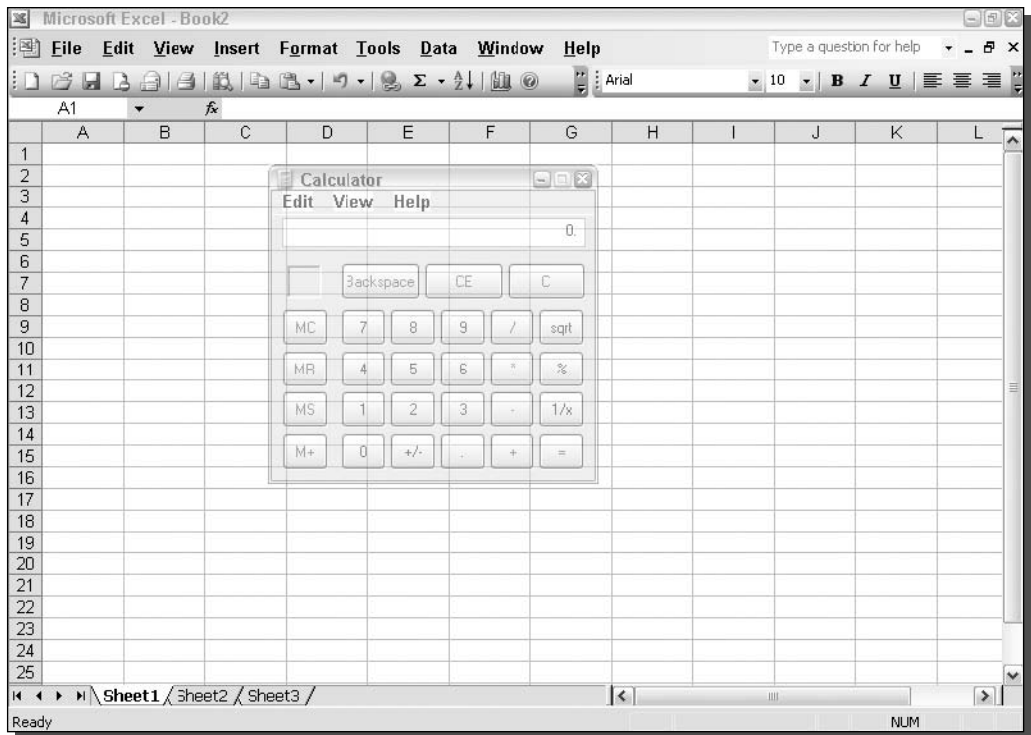 Microsoft Excel - Book2
File Edit View Insert Format Tools Data Window Help Type a question for help
Σ Arial 10 B I U
A1 fx
A B C D E F G H I J K L
1
2
Calculator
3
Edit View Help
4
0.
5
6
7
Backspace CE C
8
9
MC 7 8 9 / sqrt
10
11
MR 4 5 6 * %
12
13
MS 1 2 3 - 1/x
14
15
M+ 0 +/- . + =
16
17
18
19
20
21
22
23
24
25
Sheet1 / Sheet2 / Sheet3 /
Ready NUM